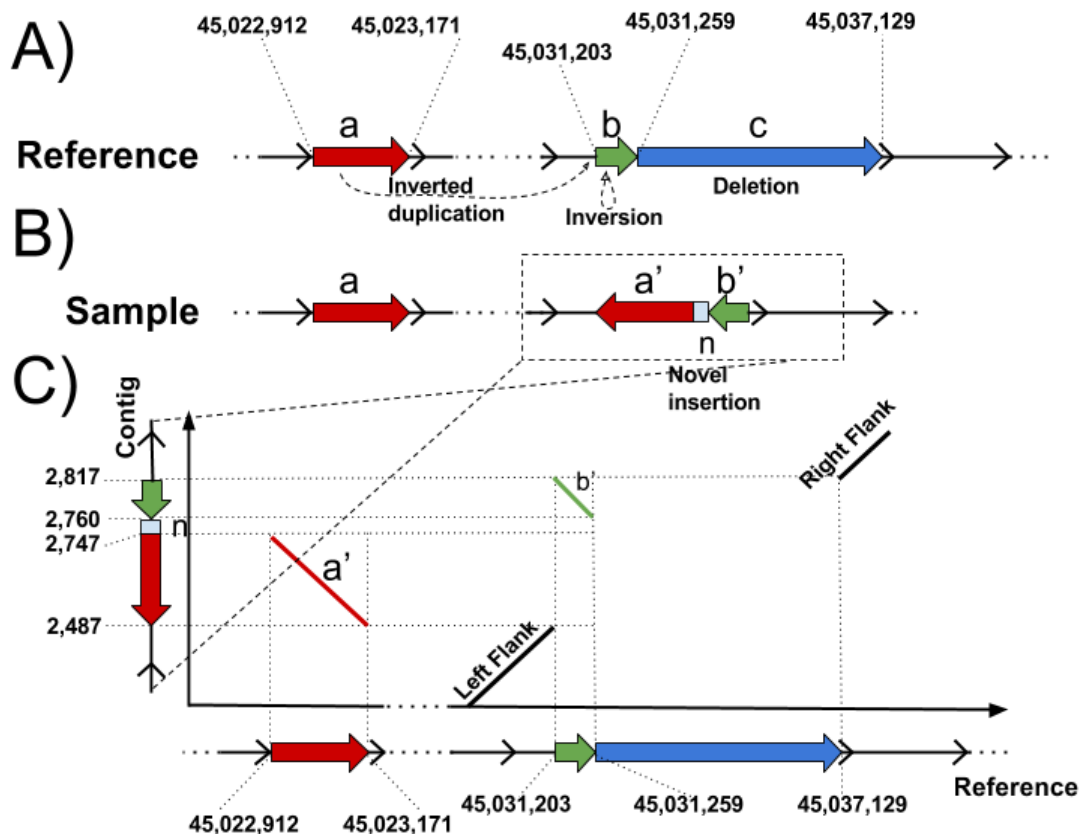 A)
45,022,912 45,023,171 45,031,203 45,031,259 45,037,129
a b c
Reference
Inverted
duplication
Inversion
Deletion
B)
Sample
a a’ b’
n
Novel
insertion
C)
Contig
2,817
2,760
2,747
2,487
n
a’
b’
Left Flank
Right Flank
Reference
45,022,912 45,023,171 45,031,203 45,031,259 45,037,129